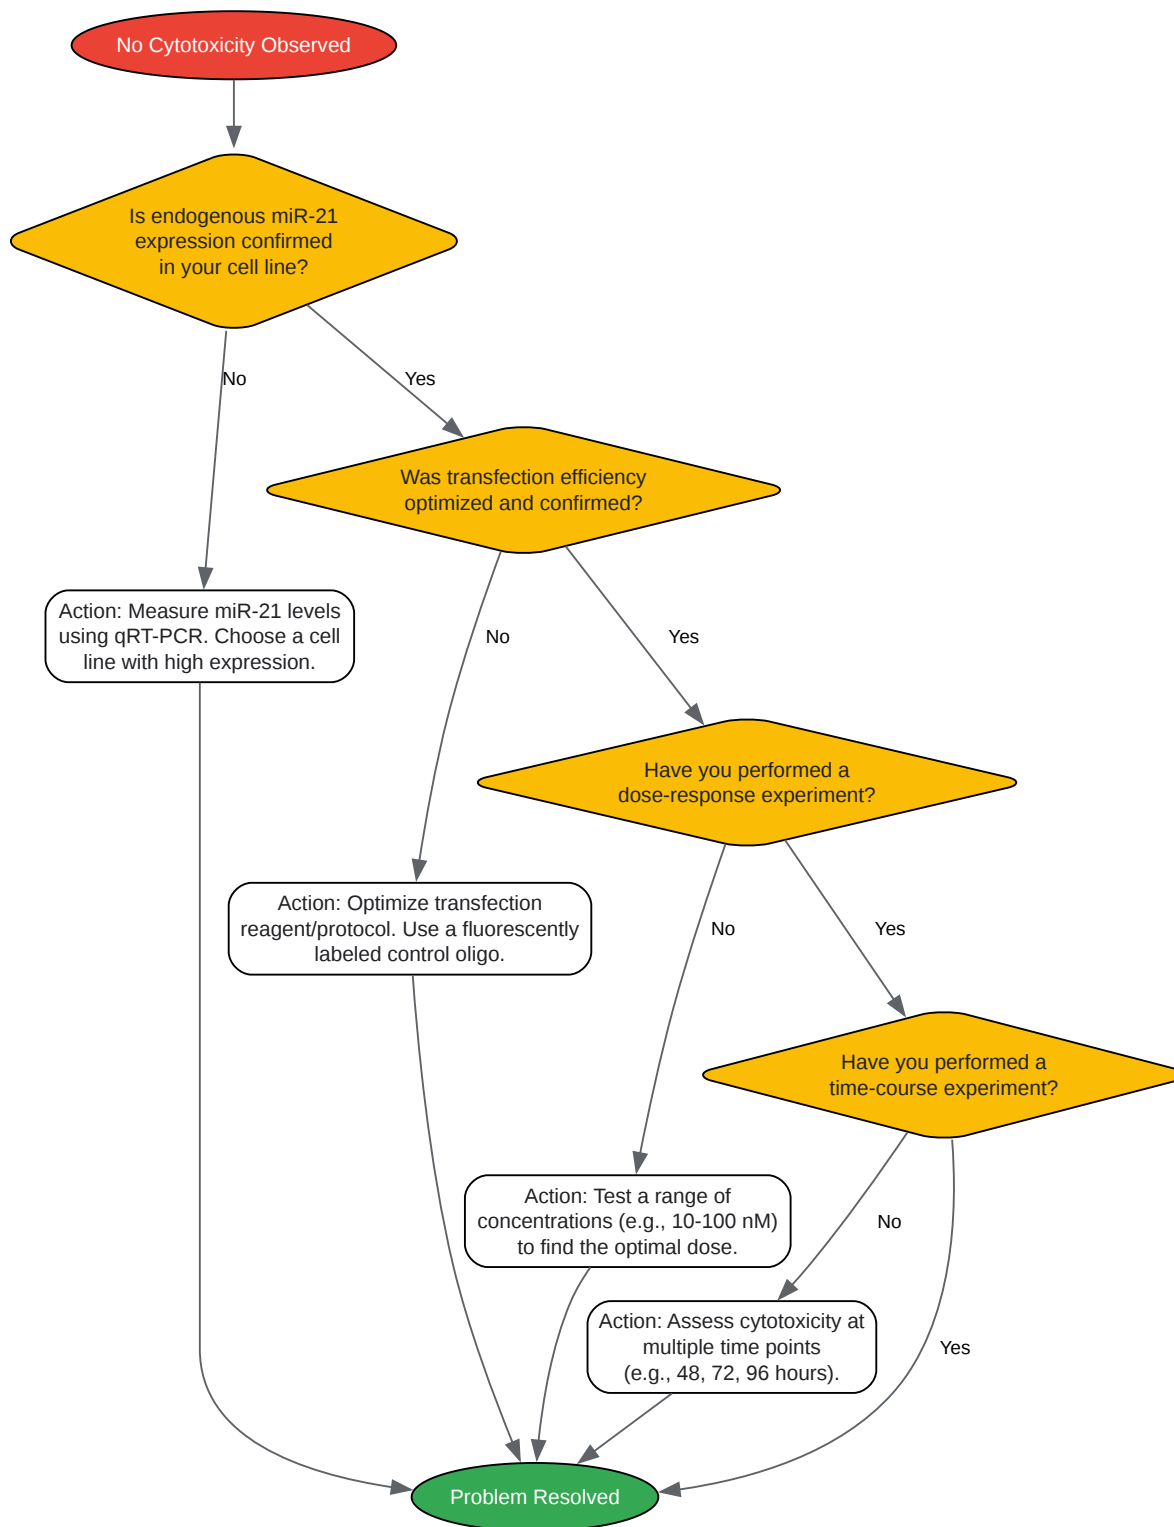 No Cytotoxicity Observed
Is endogenous miR-21
expression confirmed
in your cell line?
No
Yes
Was transfection efficiency
optimized and confirmed?
Action: Measure miR-21 levels
using qRT-PCR. Choose a cell
line with high expression.
No
Yes
Have you performed a
dose-response experiment?
Action: Optimize transfection
reagent/protocol. Use a fluorescently
labeled control oligo.
No
Yes
Have you performed a
time-course experiment?
Action: Test a range of
concentrations (e.g., 10-100 nM)
to find the optimal dose.
No
Action: Assess cytotoxicity at
multiple time points
(e.g., 48, 72, 96 hours).
Yes
Problem Resolved